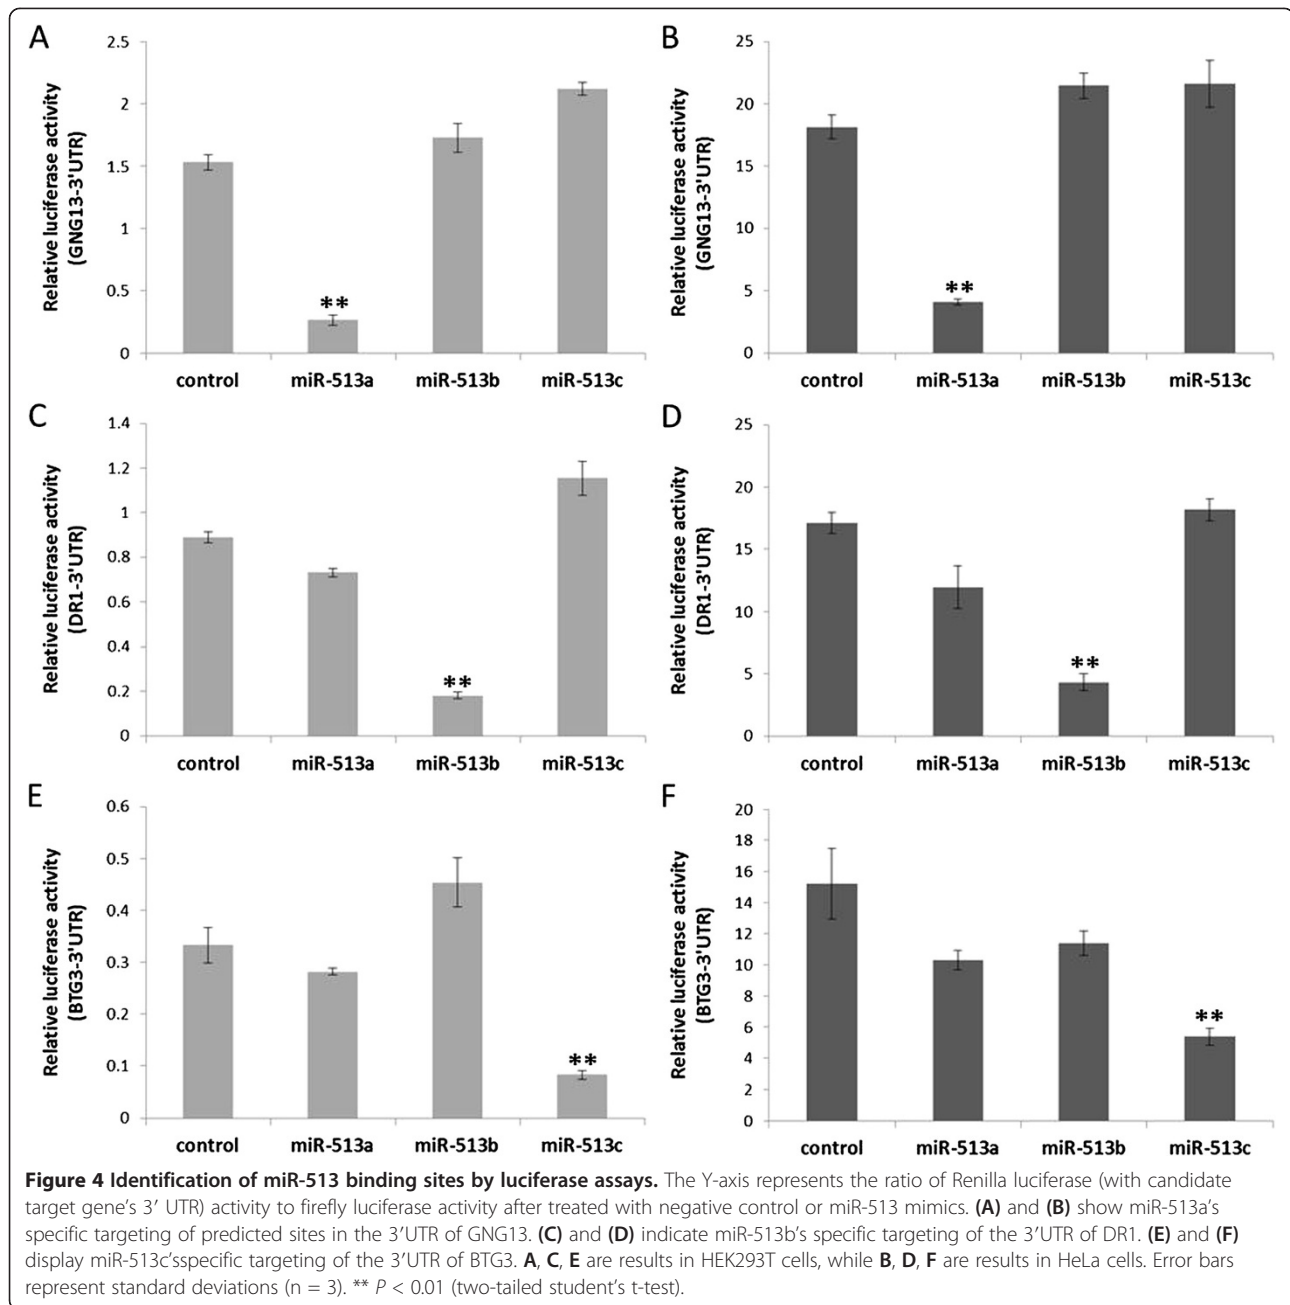 A
Relative luciferase activity
(GNG13-3'UTR)
2.5
2
1.5
1
0.5
0
**
control miR-513a miR-513b miR-513c
B
Relative luciferase activity
(GNG13-3'UTR)
25
20
15
10
5
0
**
control miR-513a miR-513b miR-513c
C
Relative luciferase activity
(DR1-3'UTR)
1.4
1.2
1
0.8
0.6
0.4
0.2
0
**
control miR-513a miR-513b miR-513c
D
Relative luciferase activity
(DR1-3'UTR)
25
20
15
10
5
0
**
control miR-513a miR-513b miR-513c
E
Relative luciferase activity
(BTG3-3'UTR)
0.6
0.5
0.4
0.3
0.2
0.1
0
**
control miR-513a miR-513b miR-513c
F
Relative luciferase activity
(BTG3-3'UTR)
20
18
16
14
12
10
8
6
4
2
0
**
control miR-513a miR-513b miR-513c
Figure 4 Identification of miR-513 binding sites by luciferase assays. The Y-axis represents the ratio of Renilla luciferase (with candidate
target gene's 3′ UTR) activity to firefly luciferase activity after treated with negative control or miR-513 mimics. (A) and (B) show miR-513a's
specific targeting of predicted sites in the 3′UTR of GNG13. (C) and (D) indicate miR-513b's specific targeting of the 3′UTR of DR1. (E) and (F)
display miR-513c'sspecific targeting of the 3′UTR of BTG3. A, C, E are results in HEK293T cells, while B, D, F are results in HeLa cells. Error bars
represent standard deviations (n = 3). ** P < 0.01 (two-tailed student's t-test).